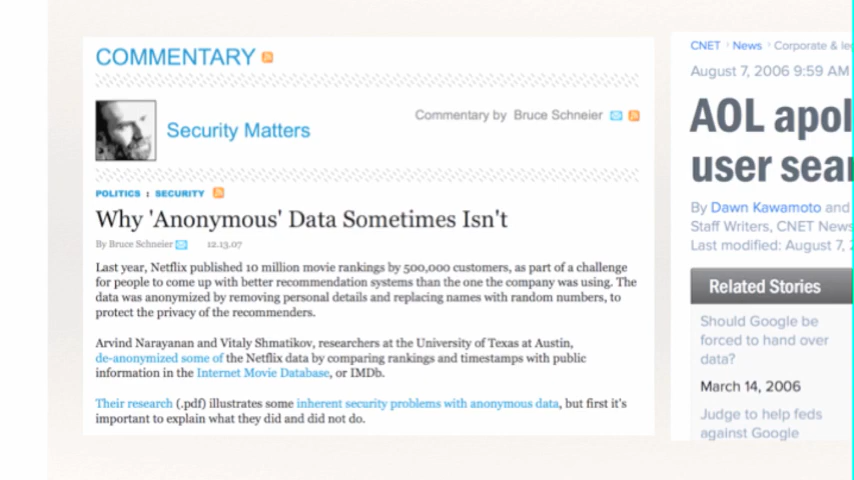 COMMENTARY
Security Matters
Commentary by Bruce Schneier
POLITICS : SECURITY
Why 'Anonymous' Data Sometimes Isn't
By Bruce Schneier 12.13.07
Last year, Netflix published 10 million movie rankings by 500,000 customers, as part of a challenge
for people to come up with better recommendation systems than the one the company was using. The
data was anonymized by removing personal details and replacing names with random numbers, to
protect the privacy of the recommenders.
Arvind Narayanan and Vitaly Shmatikov, researchers at the University of Texas at Austin,
de-anonymized some of the Netflix data by comparing rankings and timestamps with public
information in the Internet Movie Database, or IMDb.
Their research (.pdf) illustrates some inherent security problems with anonymous data, but first it's
important to explain what they did and did not do.
CNET › News › Corporate & le
August 7, 2006 9:59 AM
AOL apol
user sear
By Dawn Kawamoto and
Staff Writers, CNET News
Last modified: August 7, 2
Related Stories
Should Google be
forced to hand over
data?
March 14, 2006
Judge to help feds
against Google